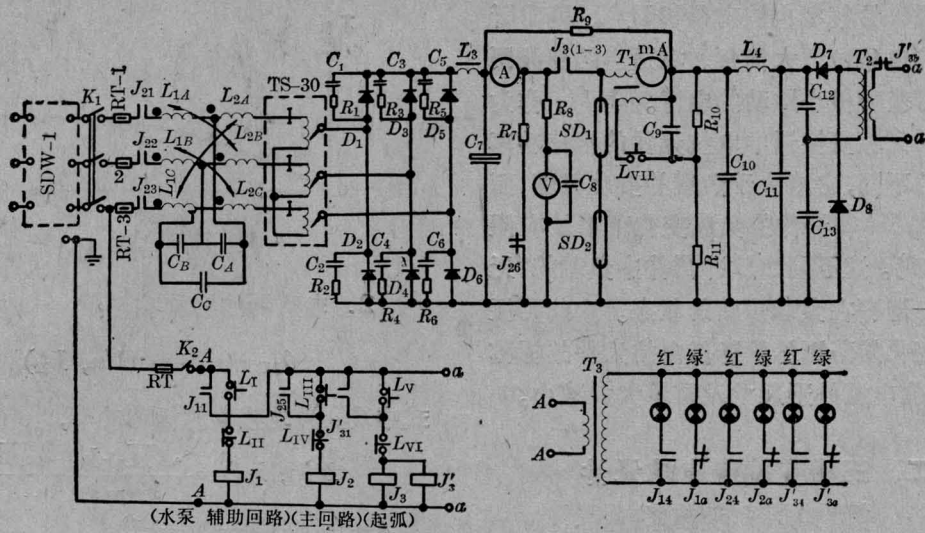 SDW-1
K₁
RT-1
2
RT-3
J₂₁
J₂₂
J₂₃
L₁A
L₁B
L₁C
L₂A
L₂B
L₂C
C_B
C_A
C_C
TS-30
C₁
C₃
C₅
L₃
R₁
R₃
R₅
D₁
D₃
D₅
C₂
D₂
C₄
C₆
D₆
R₂
D₄
R₄
R₆
C₇
R₉
A
J₃₍₁₋₃₎
T₁
mA
R₇
R₈
V
C₈
J₂₆
SD₁
SD₂
C₉
L_VII
R₁₀
R₁₁
L₄
C₁₀
C₁₁
C₁₂
C₁₃
D₇
D₈
T₂
J′₃b
a
a
RT
K₂
A
J₁₁
L_I
L_II
J₁
J₂₅
L_III
L_IV
J′₃₁
J₂
L_V
L_VI
J₃
J′₃
a
A
a
(水泵 辅助回路)(主回路)(起弧)
T₃
A
A
红 绿 红 绿 红 绿
J₁₄ J₁a J₂₄ J₂a J′₃₄ J′₃a